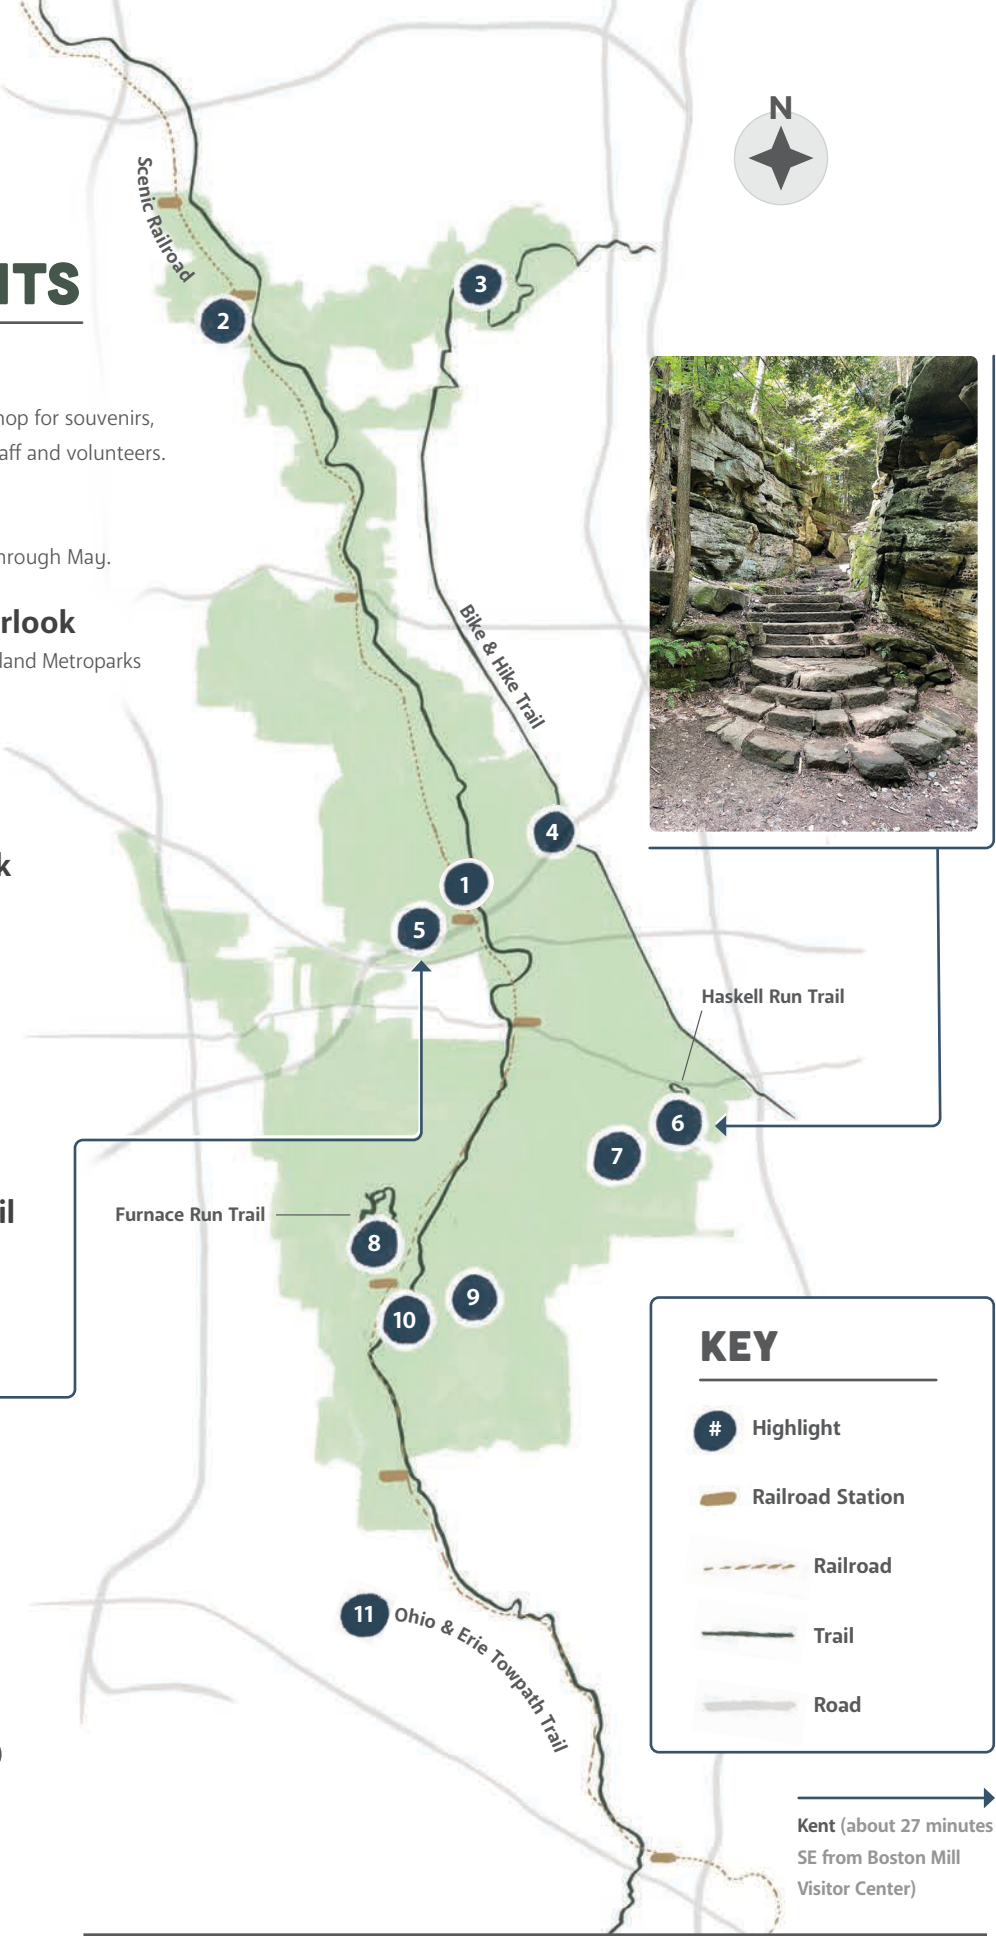 N
Scenic Railroad
ITS
3
2
hop for souvenirs,
aff and volunteers.
hrough May.
rlook
land Metroparks
Bike & Hike Trail
4
k
1
5
Haskell Run Trail
6
7
il
Furnace Run Trail
8
9
10
KEY
# Highlight
Railroad Station
Railroad
Trail
Road
11
Ohio & Erie Towpath Trail
)
Kent (about 27 minutes
SE from Boston Mill
Visitor Center)